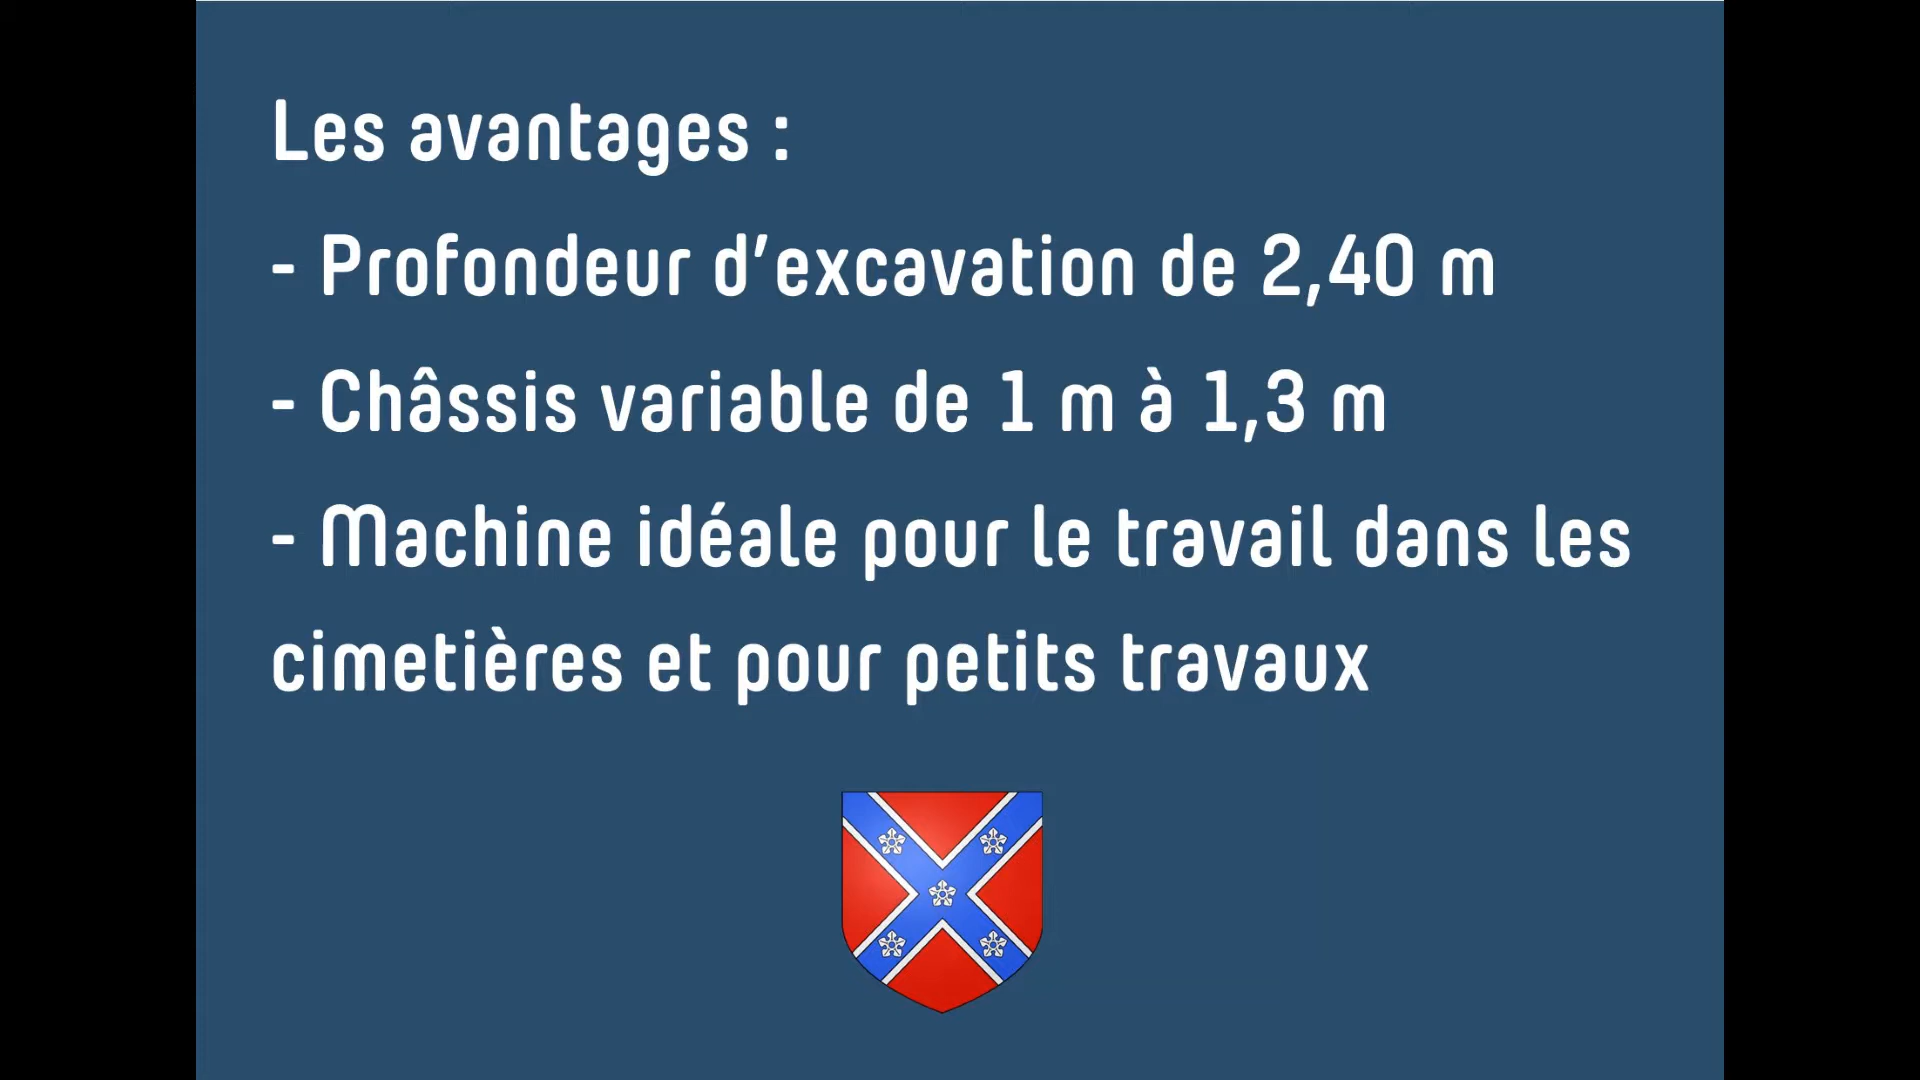 Les avantages :
- Profondeur d'excavation de 2,40 m
- Châssis variable de 1 m à 1,3 m
- Machine idéale pour le travail dans les
cimetières et pour petits travaux